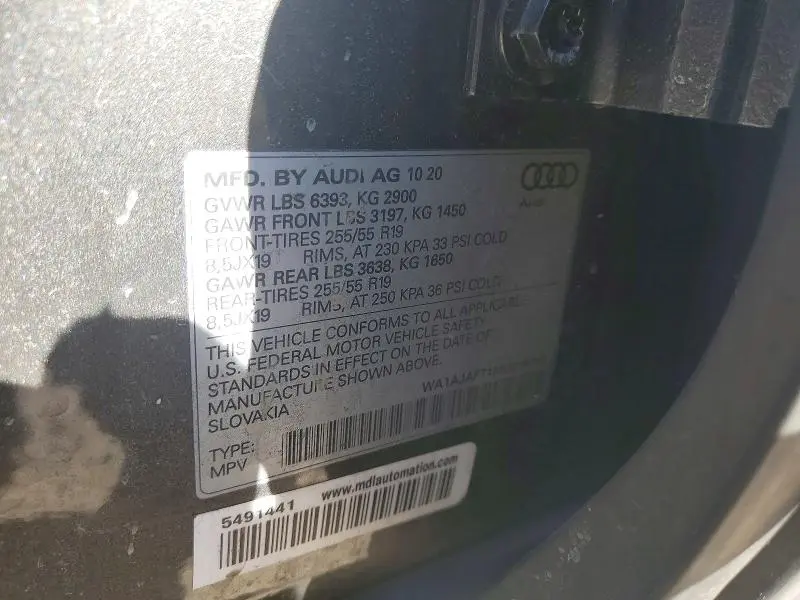 MFD. BY AUDI AG 10 20
Audi
GVWR LBS 6393, KG 2900
GAWR FRONT LBS 3197, KG 1450
FRONT-TIRES 255/55 R19
8,5JX19 RIMS, AT 230 KPA 33 PSI COLD
GAWR REAR LBS 3638, KG 1650
REAR-TIRES 255/55 R19
8,5JX19 RIMS, AT 250 KPA 36 PSI COLD
THIS VEHICLE CONFORMS TO ALL APPLICABLE
U.S. FEDERAL MOTOR VEHICLE SAFETY
STANDARDS IN EFFECT ON THE DATE OF
MANUFACTURE SHOWN ABOVE.
SLOVAKIA
TYPE:
MPV
5491441 www.mdlautomation.com